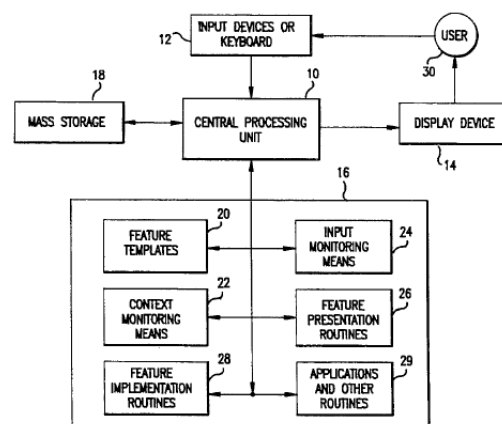 12
INPUT DEVICES OR
KEYBOARD
USER
30
18
MASS STORAGE
10
CENTRAL PROCESSING
UNIT
DISPLAY DEVICE
14
16
20
FEATURE
TEMPLATES
INPUT
MONITORING
MEANS
24
22
CONTEXT
MONITORING
MEANS
FEATURE
PRESENTATION
ROUTINES
26
28
FEATURE
IMPLEMENTATION
ROUTINES
APPLICATIONS
AND OTHER
ROUTINES
29